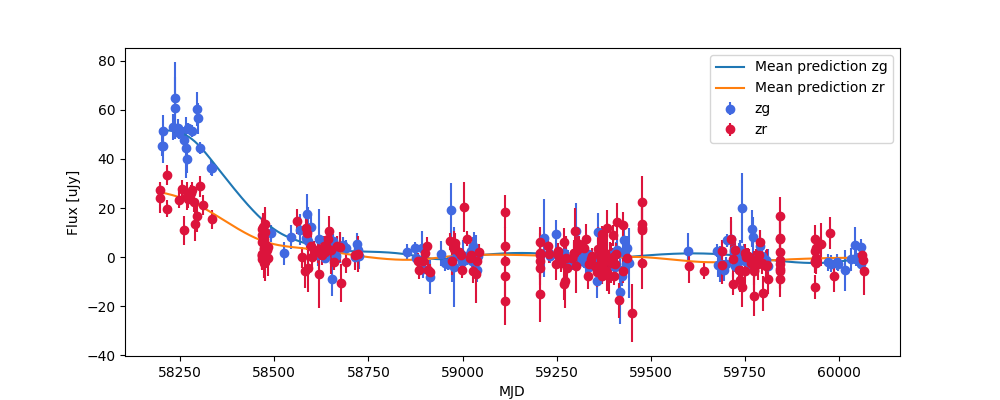 80
60
40
20
0
−20
−40
Flux [uJy]
58250
58500
58750
59000
59250
59500
59750
60000
MJD
Mean prediction zg
Mean prediction zr
zg
zr